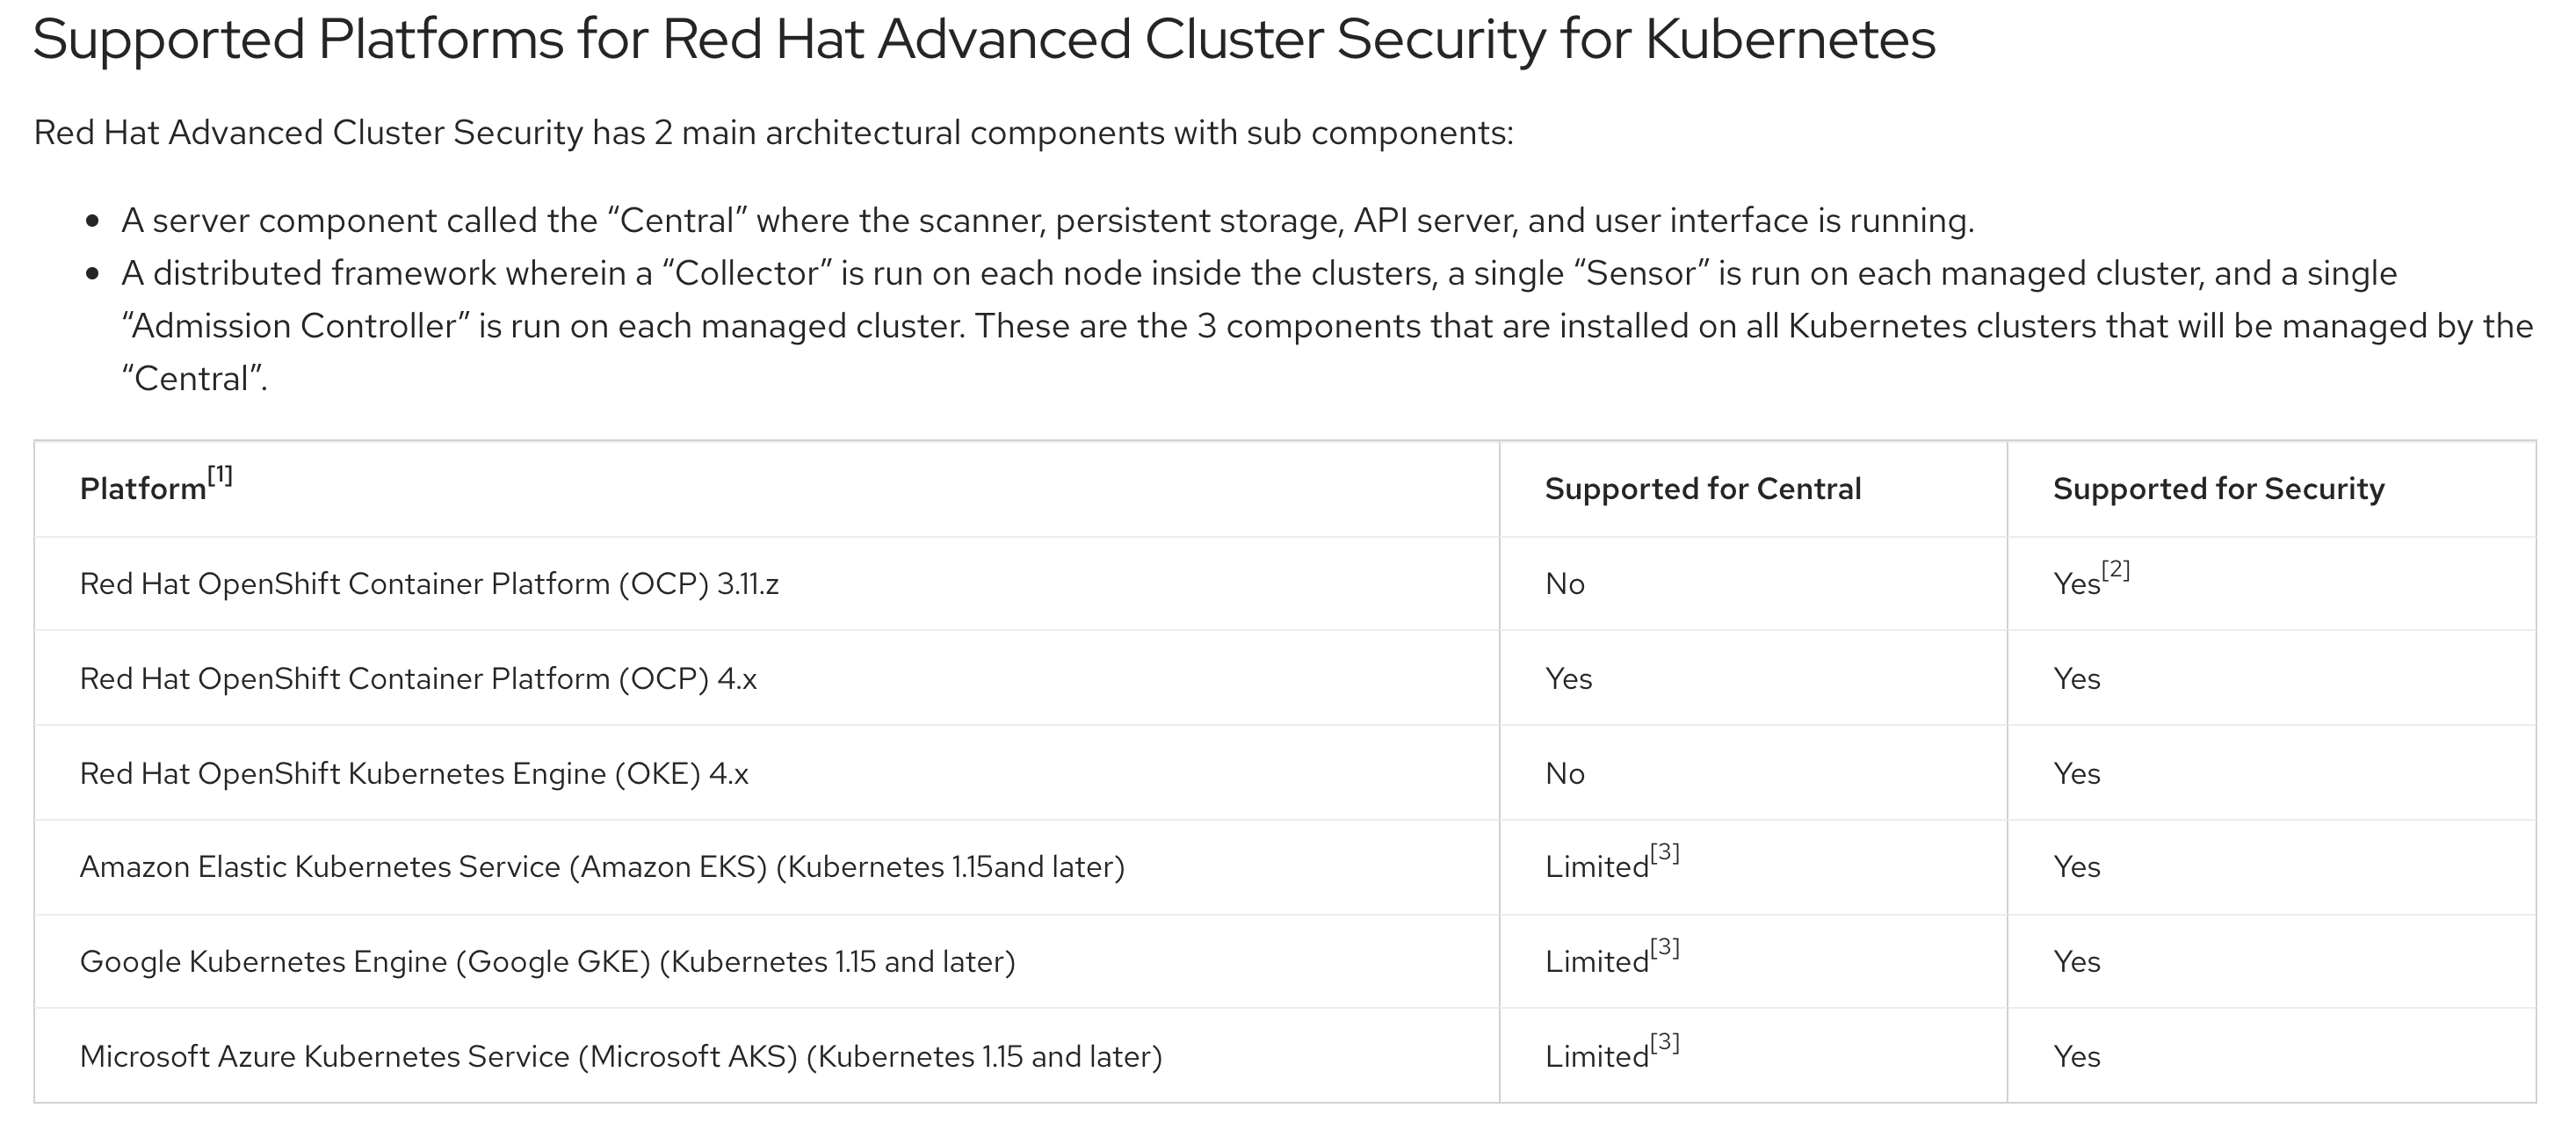 Supported Platforms for Red Hat Advanced Cluster Security for Kubernetes
Red Hat Advanced Cluster Security has 2 main architectural components with sub components:
• A server component called the “Central” where the scanner, persistent storage, API server, and user interface is running.
• A distributed framework wherein a “Collector” is run on each node inside the clusters, a single “Sensor” is run on each managed cluster, and a single
“Admission Controller” is run on each managed cluster. These are the 3 components that are installed on all Kubernetes clusters that will be managed by the
“Central”.
Platform[1] Supported for Central Supported for Security
Red Hat OpenShift Container Platform (OCP) 3.11.z No Yes[2]
Red Hat OpenShift Container Platform (OCP) 4.x Yes Yes
Red Hat OpenShift Kubernetes Engine (OKE) 4.x No Yes
Amazon Elastic Kubernetes Service (Amazon EKS) (Kubernetes 1.15and later) Limited[3] Yes
Google Kubernetes Engine (Google GKE) (Kubernetes 1.15 and later) Limited[3] Yes
Microsoft Azure Kubernetes Service (Microsoft AKS) (Kubernetes 1.15 and later) Limited[3] Yes